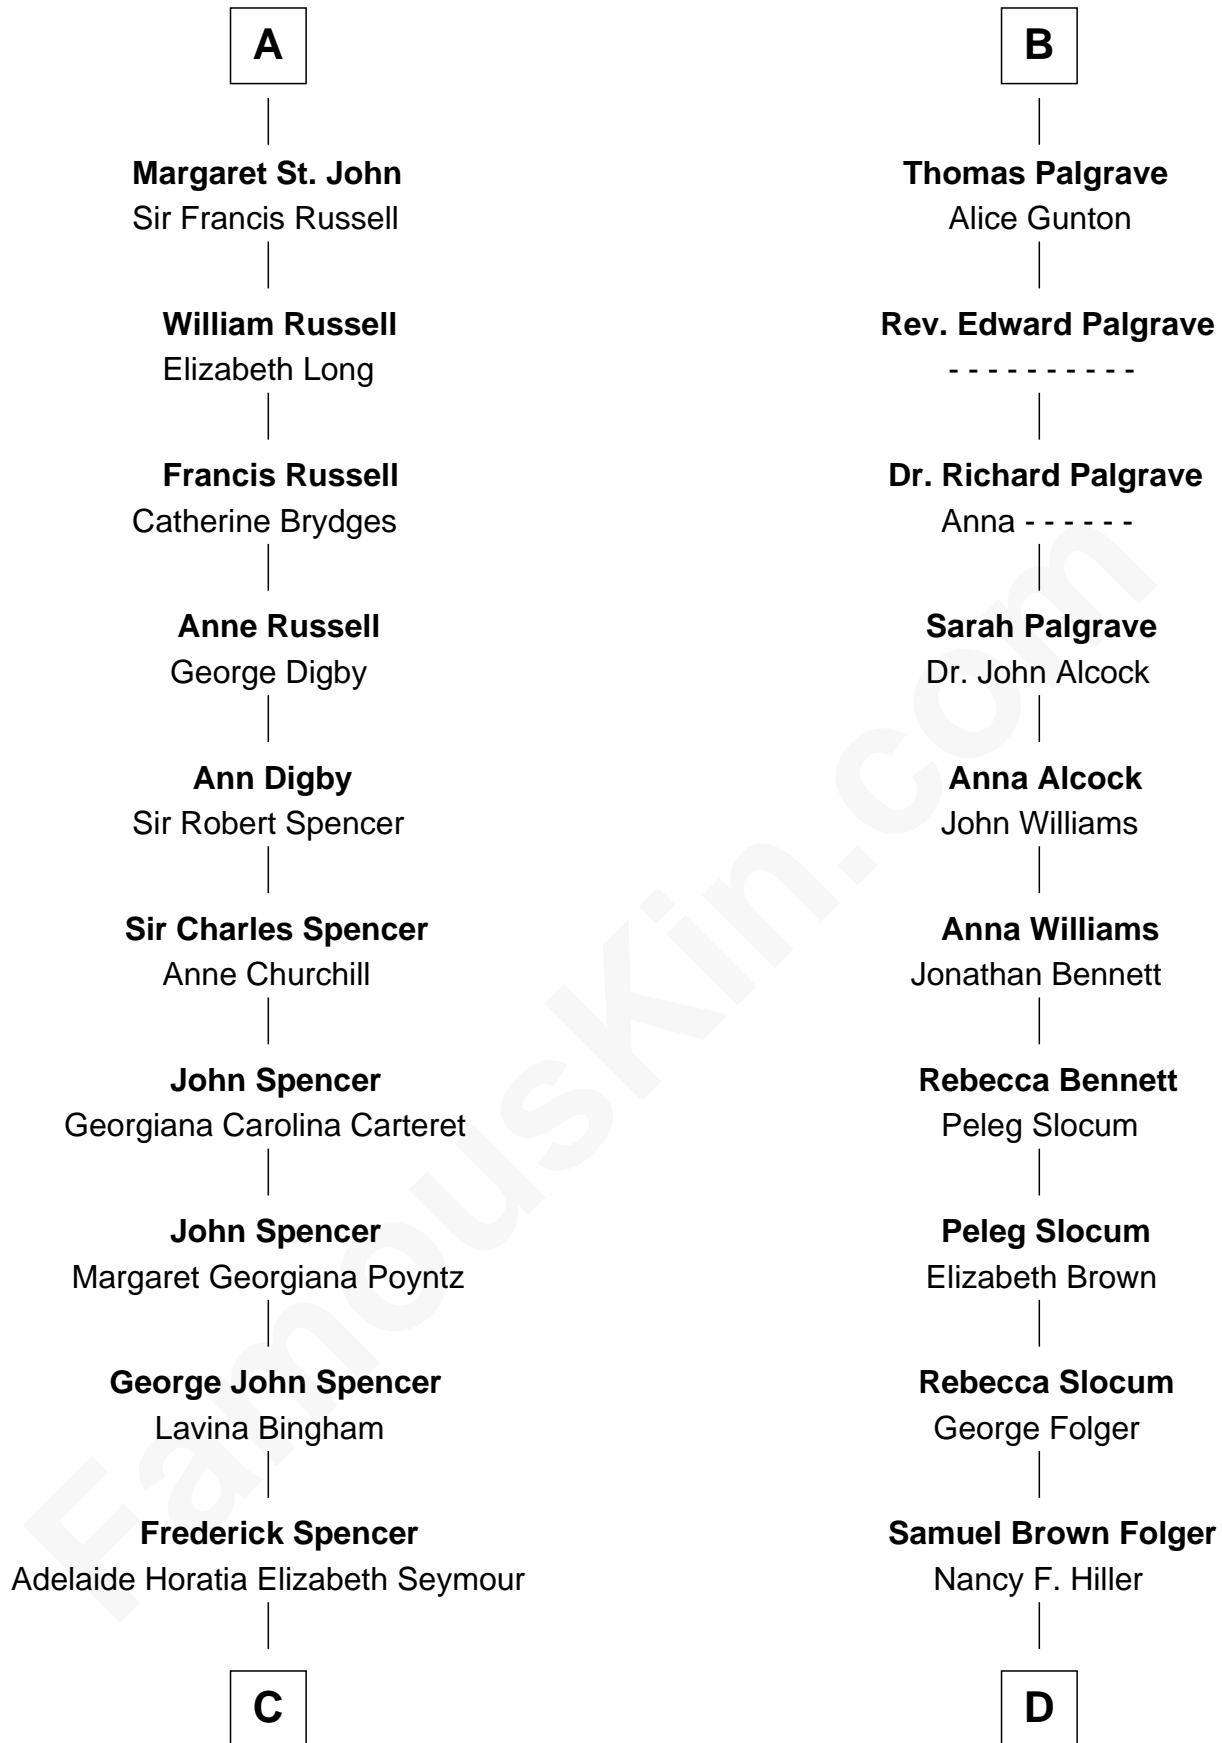 A
Margaret St. John
Sir Francis Russell
William Russell
Elizabeth Long
Francis Russell
Catherine Brydges
Anne Russell
George Digby
Ann Digby
Sir Robert Spencer
Sir Charles Spencer
Anne Churchill
John Spencer
Georgiana Carolina Carteret
John Spencer
Margaret Georgiana Poyntz
George John Spencer
Lavina Bingham
Frederick Spencer
Adelaide Horatia Elizabeth Seymour
C
B
Thomas Palgrave
Alice Gunton
Rev. Edward Palgrave
- - - - - - - - - -
Dr. Richard Palgrave
Anna - - - - - -
Sarah Palgrave
Dr. John Alcock
Anna Alcock
John Williams
Anna Williams
Jonathan Bennett
Rebecca Bennett
Peleg Slocum
Peleg Slocum
Elizabeth Brown
Rebecca Slocum
George Folger
Samuel Brown Folger
Nancy F. Hiller
D
FamousKin.com